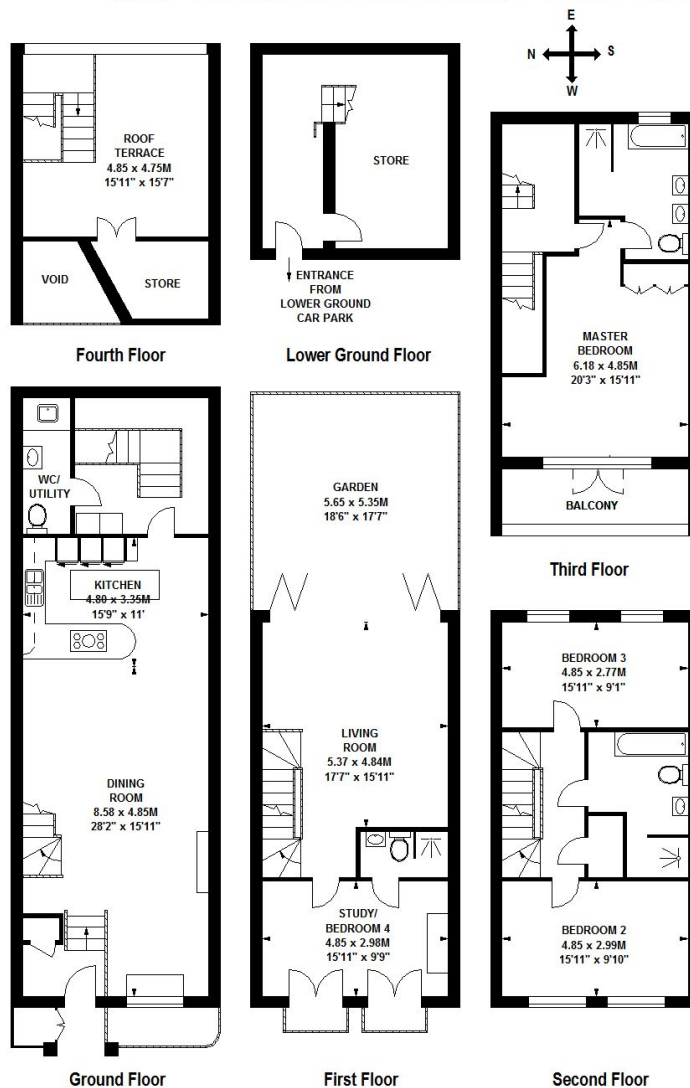 E
N
S
W
ROOF
TERRACE
4.85 x 4.75M
15'11" x 15'7"
VOID
STORE
Fourth Floor
STORE
ENTRANCE
FROM
LOWER GROUND
CAR PARK
Lower Ground Floor
MASTER
BEDROOM
6.18 x 4.85M
20'3" x 15'11"
BALCONY
Third Floor
WC/
UTILITY
KITCHEN
4.80 x 3.35M
15'9" x 11'
DINING
ROOM
8.58 x 4.85M
28'2" x 15'11"
Ground Floor
GARDEN
5.65 x 5.35M
18'6" x 17'7"
LIVING
ROOM
5.37 x 4.84M
17'7" x 15'11"
STUDY/
BEDROOM 4
4.85 x 2.98M
15'11" x 9'9"
First Floor
BEDROOM 3
4.85 x 2.77M
15'11" x 9'1"
BEDROOM 2
4.85 x 2.99M
15'11" x 9'10"
Second Floor